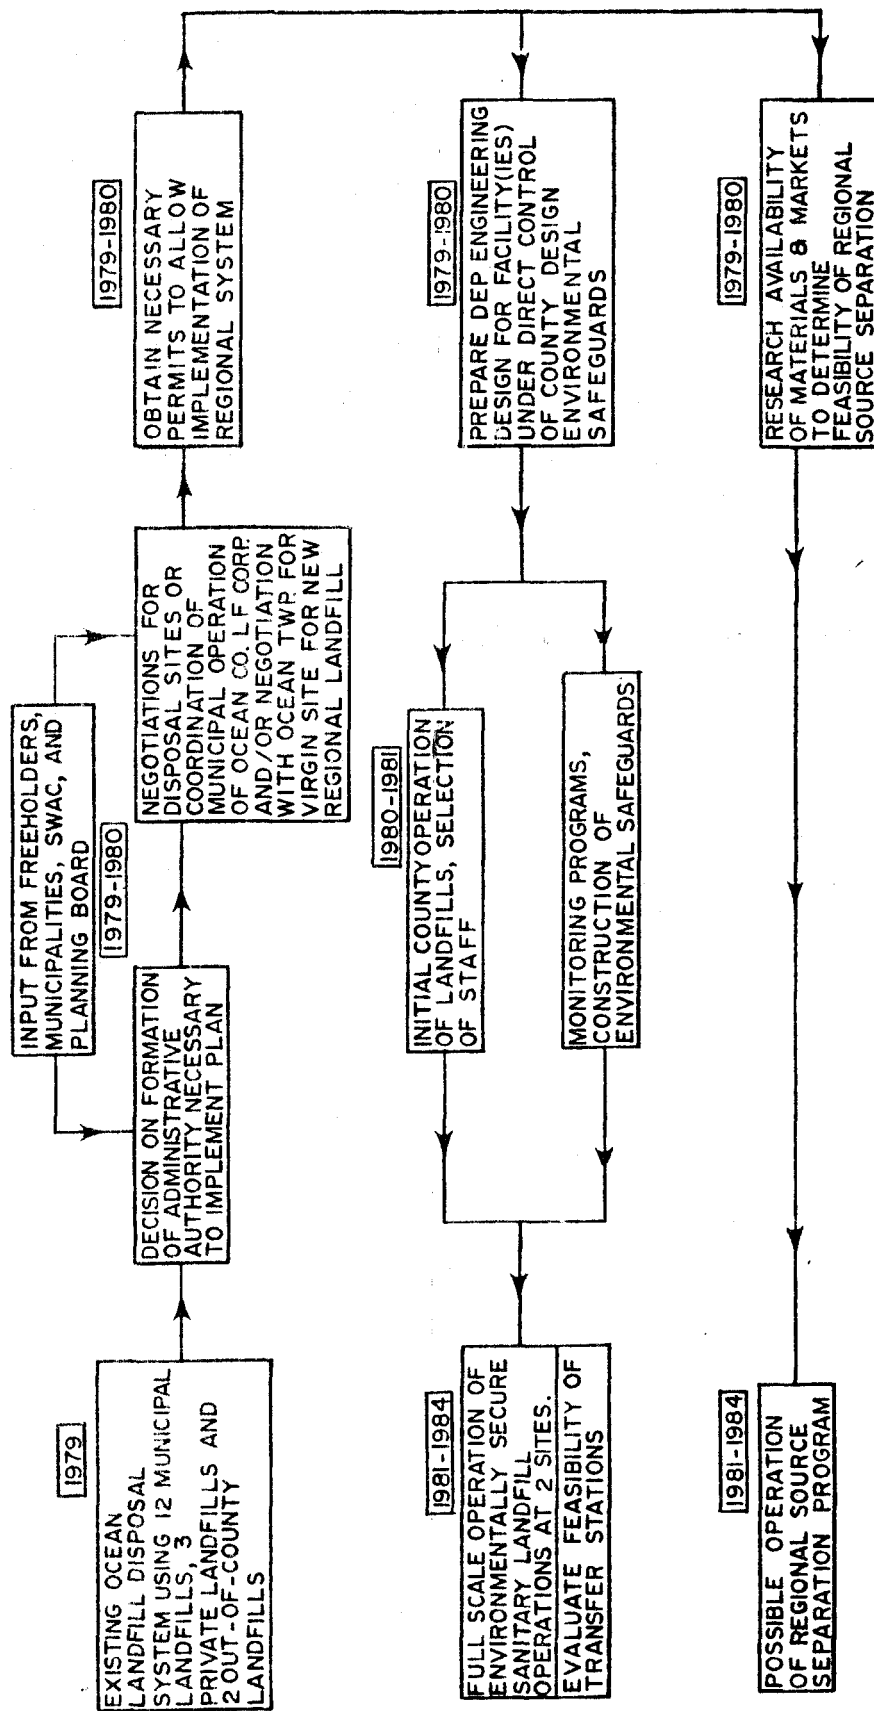 1979
EXISTING OCEAN
LANDFILL DISPOSAL
SYSTEM USING 12 MUNICIPAL
LANDFILLS, 3
PRIVATE LANDFILLS AND
2 OUT-OF-COUNTY
LANDFILLS
DECISION ON FORMATION
OF ADMINISTRATIVE
AUTHORITY NECESSARY
TO IMPLEMENT PLAN
INPUT FROM FREEHOLDERS,
MUNICIPALITIES, SWAC, AND
PLANNING BOARD
1979-1980
NEGOTIATIONS FOR
DISPOSAL SITES OR
COORDINATION OF
MUNICIPAL OPERATION
OF OCEAN CO. LF CORP.
AND/OR NEGOTIATION
WITH OCEAN TWP. FOR
VIRGIN SITE FOR NEW
REGIONAL LANDFILL
1979-1980
OBTAIN NECESSARY
PERMITS TO ALLOW
IMPLEMENTATION OF
REGIONAL SYSTEM
1979-1980
PREPARE DEP ENGINEERING
DESIGN FOR FACILITY(IES)
UNDER DIRECT CONTROL
OF COUNTY DESIGN
ENVIRONMENTAL
SAFEGUARDS
1980-1981
INITIAL COUNTY OPERATION
OF LANDFILLS, SELECTION
OF STAFF
MONITORING PROGRAMS,
CONSTRUCTION OF
ENVIRONMENTAL SAFEGUARDS
1981-1984
FULL SCALE OPERATION OF
ENVIRONMENTALLY SECURE
SANITARY LANDFILL
OPERATIONS AT 2 SITES.
EVALUATE FEASIBILITY OF
TRANSFER STATIONS
1979-1980
RESEARCH AVAILABILITY
OF MATERIALS & MARKETS
TO DETERMINE
FEASIBILITY OF REGIONAL
SOURCE SEPARATION
1981-1984
POSSIBLE OPERATION
OF REGIONAL SOURCE
SEPARATION PROGRAM